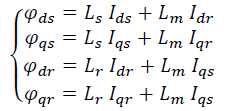 φds = Ls Ids + Lm Idr
φqs = Ls Iqs + Lm Iqr
φdr = Lr Idr + Lm Iqs
φqr = Lr Iqr + Lm Iqs